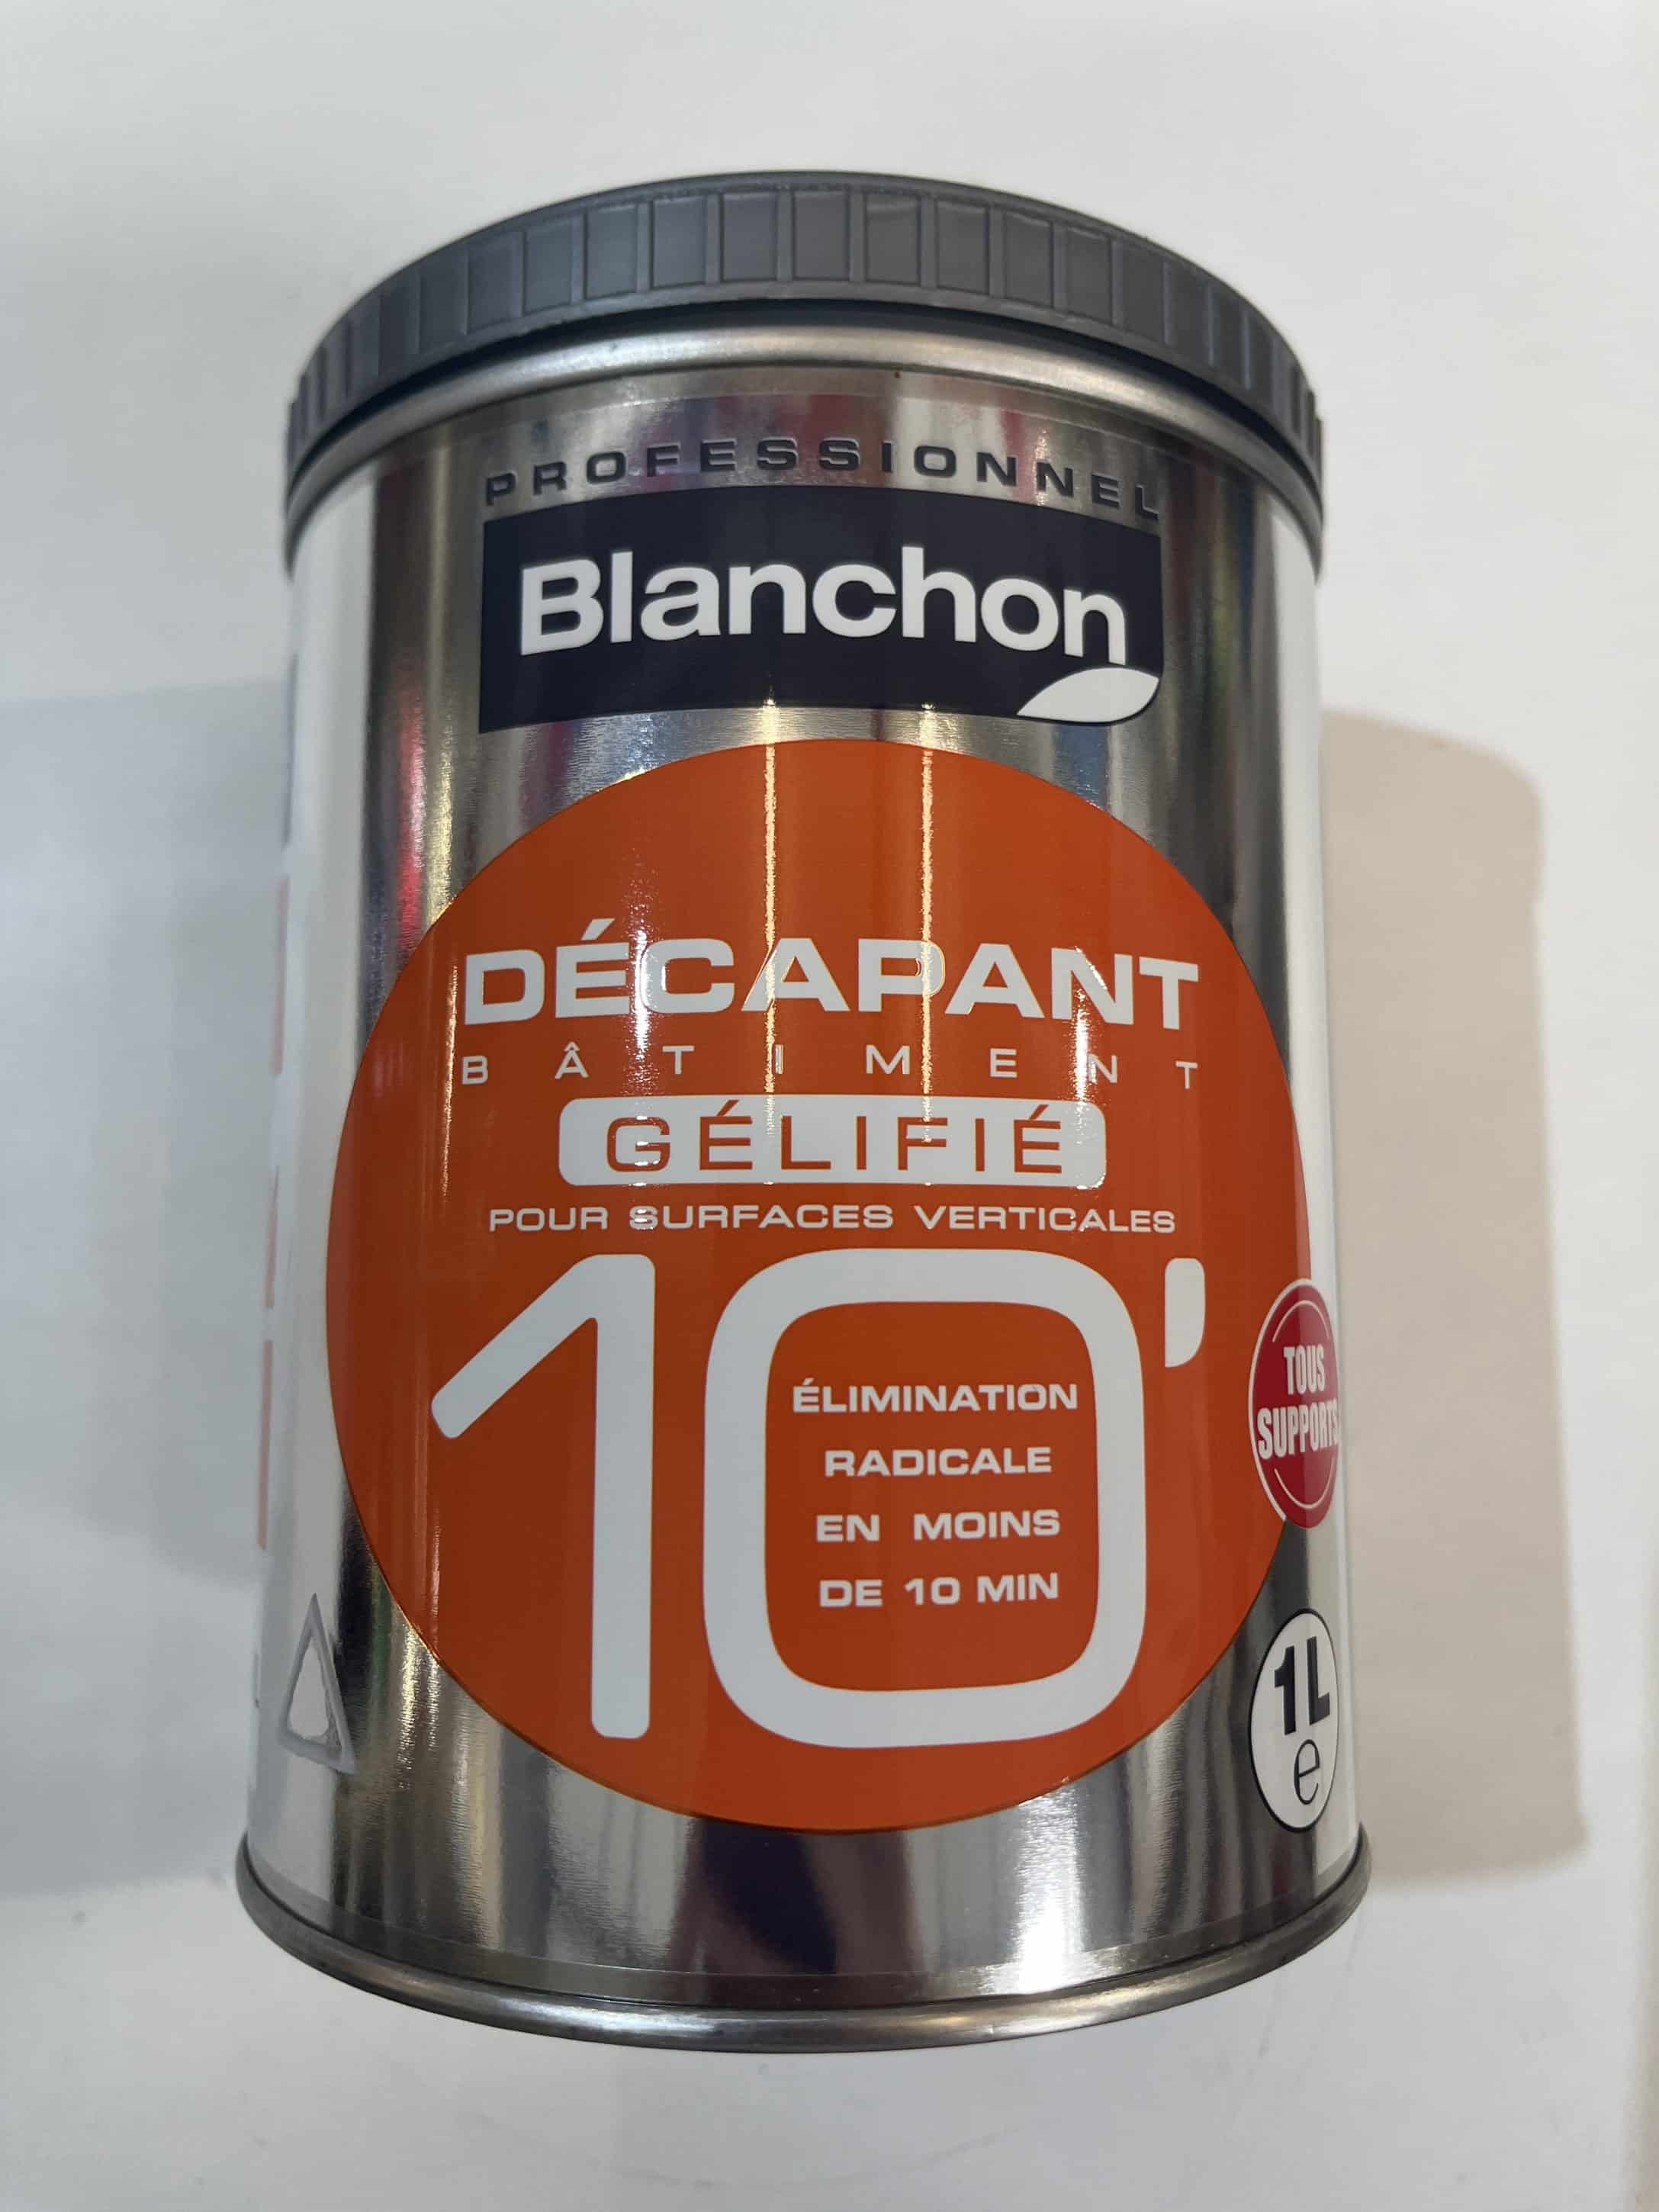 PROFESSIONNEL
Blanchon
DÉCAPANT
BÂTIMENT
GÉLIFIÉ
POUR SURFACES VERTICALES
10'
ÉLIMINATION
RADICALE
EN MOINS
DE 10 MIN
TOUS
SUPPORTS
1L
e